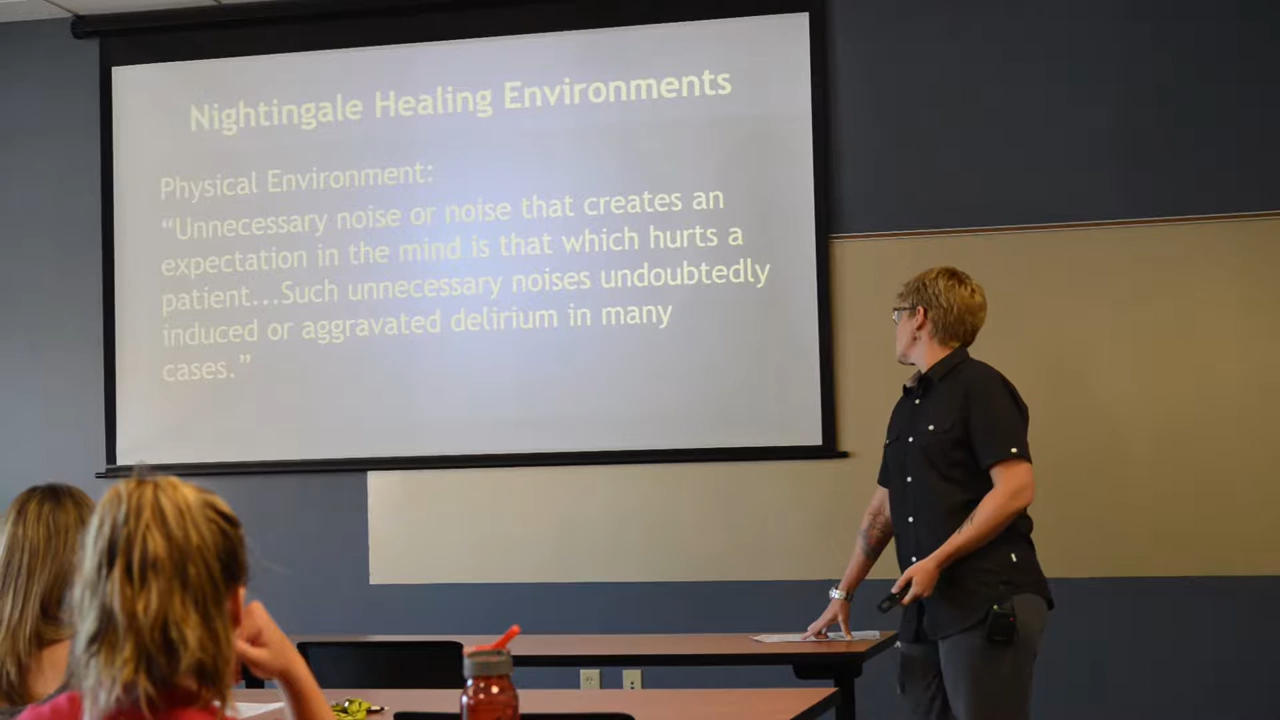 Nightingale Healing Environments
Physical Environment:
“Unnecessary noise or noise that creates an
expectation in the mind is that which hurts a
patient...Such unnecessary noises undoubtedly
induced or aggravated delirium in many
cases.”